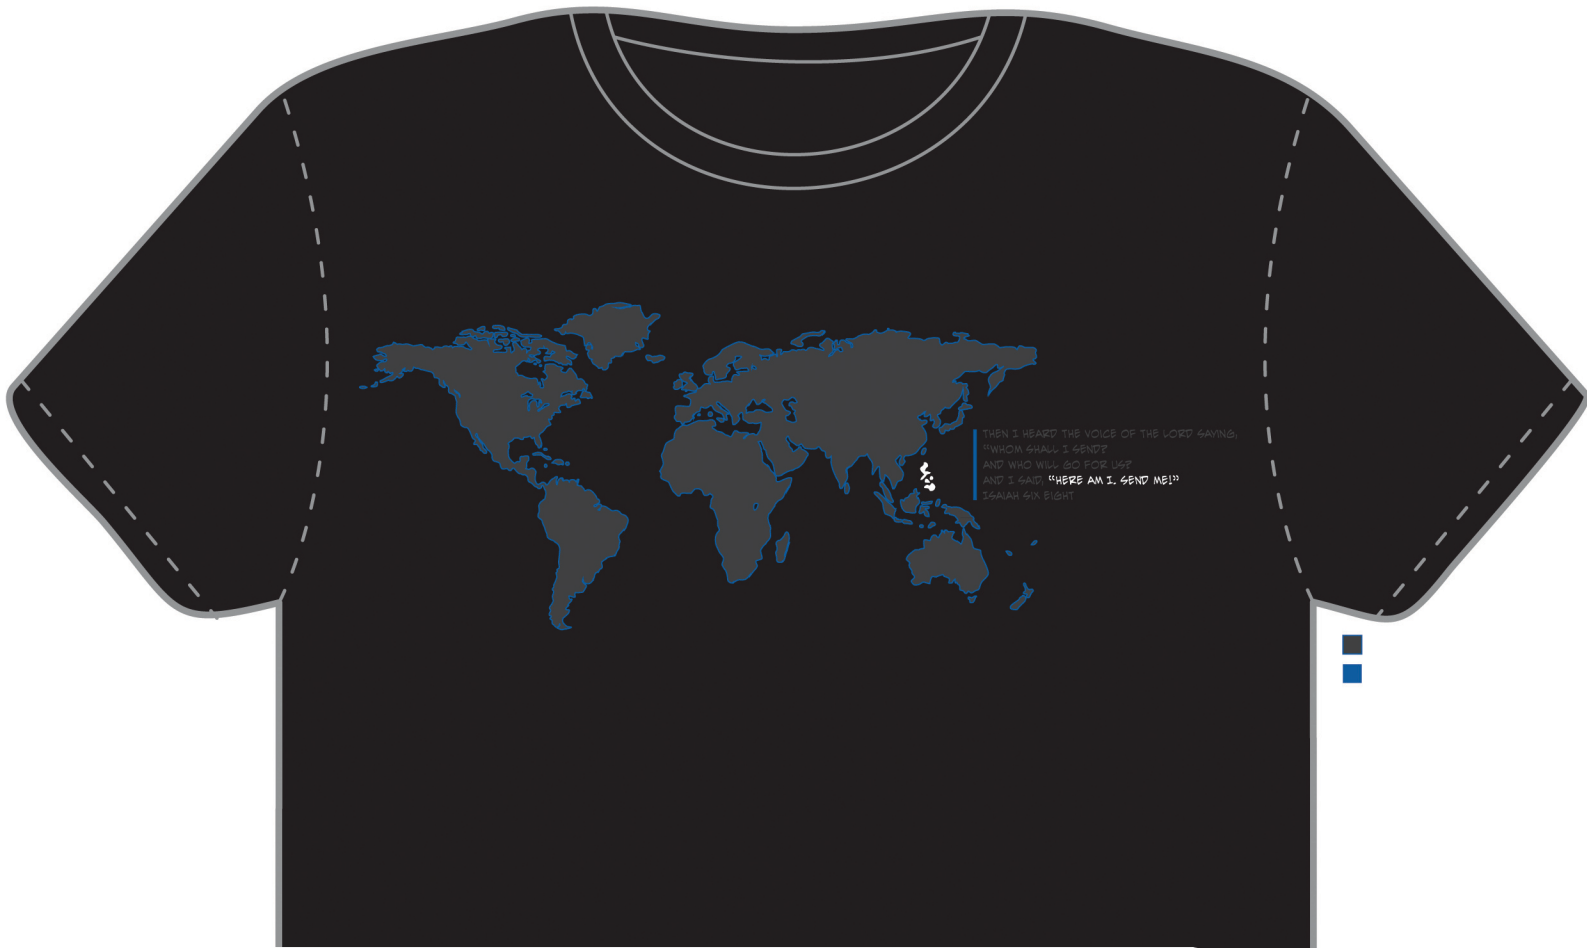 THEN I HEARD THE VOICE OF THE LORD SAYING,
"WHOM SHALL I SEND?
AND WHO WILL GO FOR US?
AND I SAID, "HERE AM I. SEND ME!"
ISAIAH SIX EIGHT